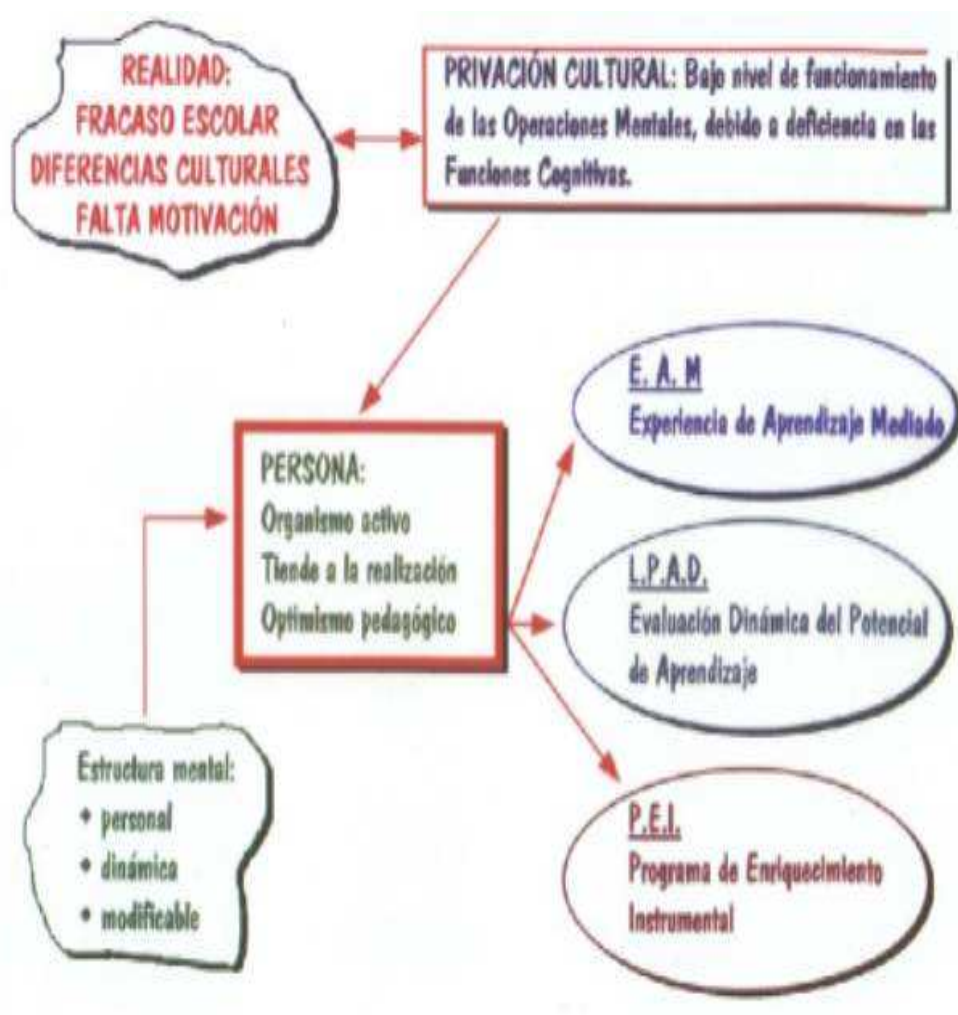 REALIDAD:
FRACASO ESCOLAR
DIFERENCIAS CULTURALES
FALTA MOTIVACIÓN
PRIVACIÓN CULTURAL: Bajo nivel de funcionamiento
de las Operaciones Mentales, debido a deficiencia en las
Funciones Cognitivas.
E. A. M
Experiencia de Aprendizaje Mediado
PERSONA:
Organismo activo
Tiende a la realización
Optimismo pedagógico
L.P.A.D.
Evaluación Dinámica del Potencial
de Aprendizaje
Estructura mental:
• personal
• dinámica
• modificable
P.E.I.
Programa de Enriquecimiento
Instrumental